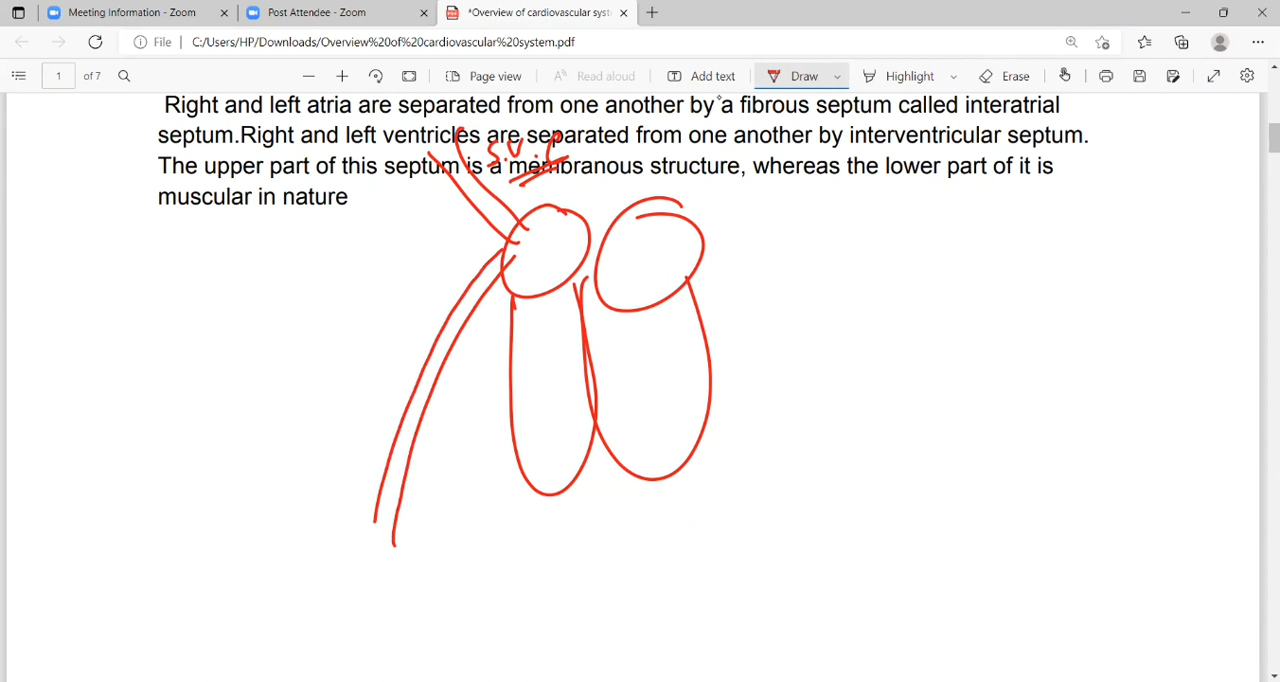 Meeting Information - Zoom
Post Attendee - Zoom
*Overview of cardiovascular syst
File | C:/Users/HP/Downloads/Overview%20of%20cardiovascular%20system.pdf
1 of 7
Page view
Read aloud
Add text
Draw
Highlight
Erase
Right and left atria are separated from one another by a fibrous septum called interatrial
septum.Right and left ventricles are separated from one another by interventricular septum.
S.V.C
The upper part of this septum is a membranous structure, whereas the lower part of it is
muscular in nature